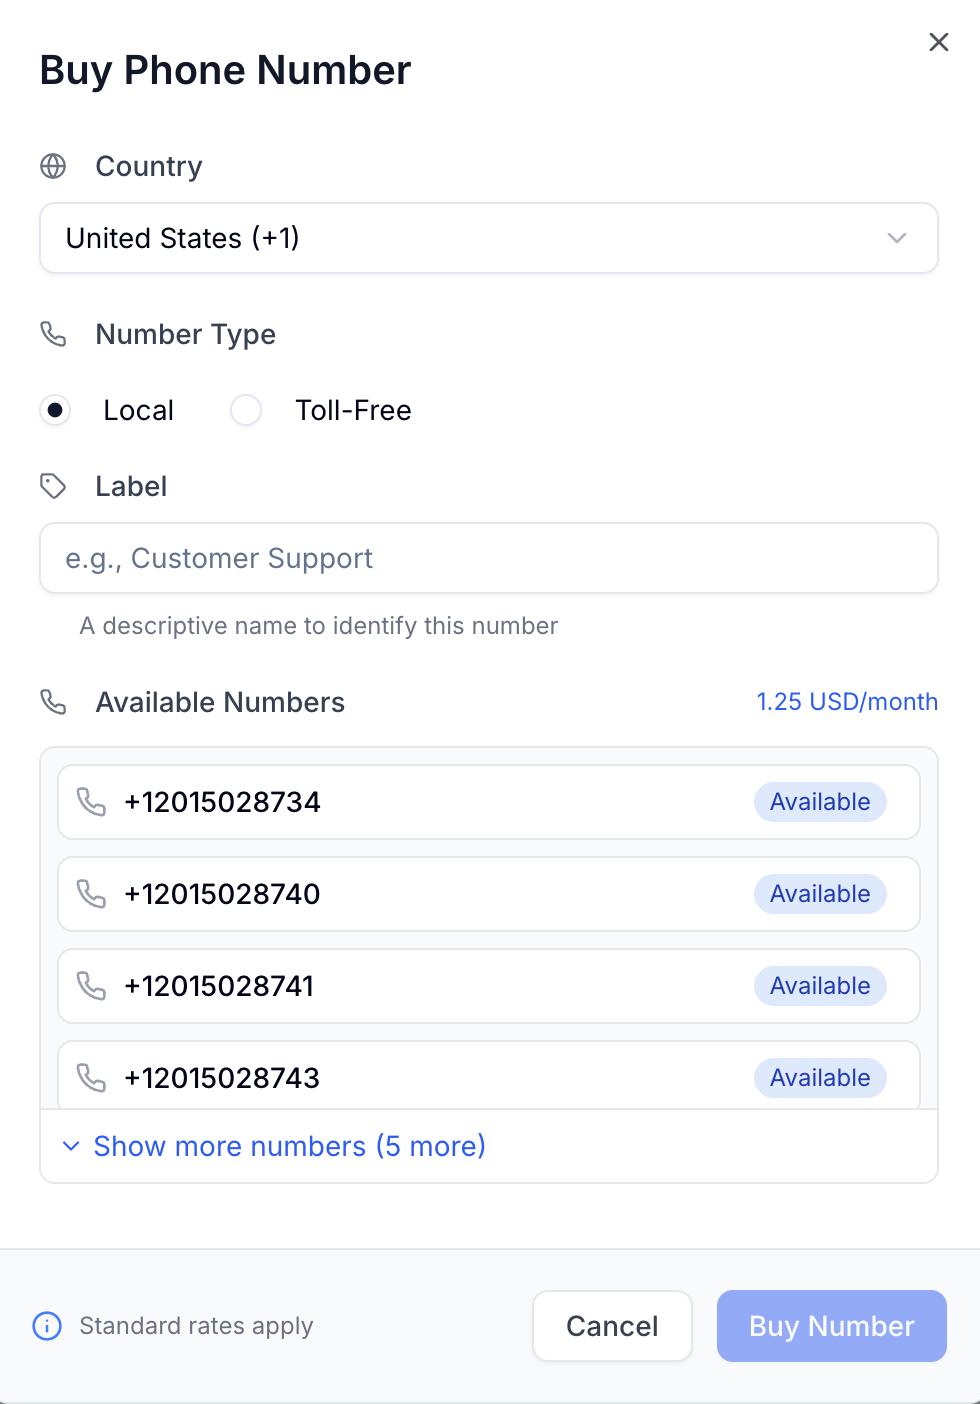 Buy Phone Number
Country
United States (+1)
Number Type
Local Toll-Free
Label
e.g., Customer Support
A descriptive name to identify this number
Available Numbers 1.25 USD/month
+12015028734 Available
+12015028740 Available
+12015028741 Available
+12015028743 Available
Show more numbers (5 more)
Standard rates apply Cancel Buy Number